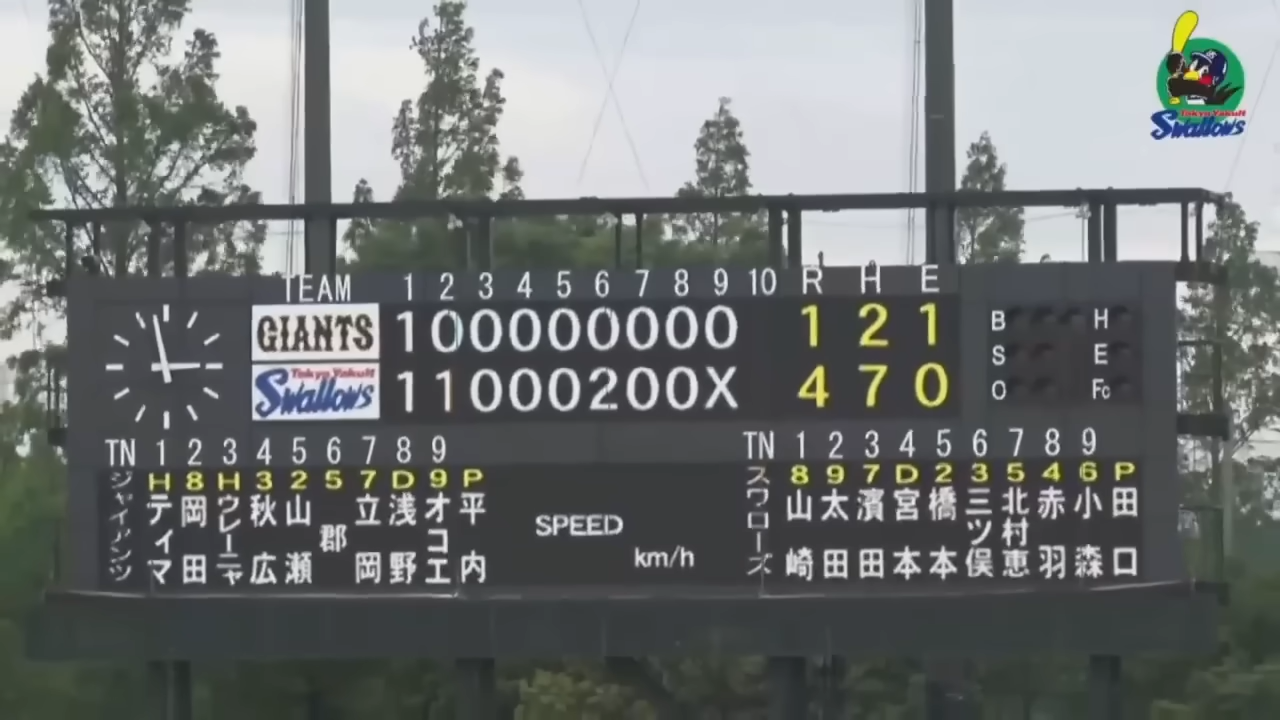 Tokyo Yakult
Swallows
TEAM 1 2 3 4 5 6 7 8 9 10 R H E
GIANTS 1 0 0 0 0 0 0 0 0 1 2 1
Tokyo Yakult
Swallows 1 1 0 0 0 2 0 0 X 4 7 0
B H
S E
O Fc
TN 1 2 3 4 5 6 7 8 9
H 8 H 3 2 5 7 D 9 P
ジャイアンツ ティマ 岡田 ウレーニャ 秋広 山瀬 郡 立岡 浅野 オコエ 平内
SPEED
km/h
TN 1 2 3 4 5 6 7 8 9
8 9 7 D 2 3 5 4 6 P
スワローズ 山崎 太田 濱田 宮本 橋本 三ツ俣 北村恵 赤羽 小森 田口